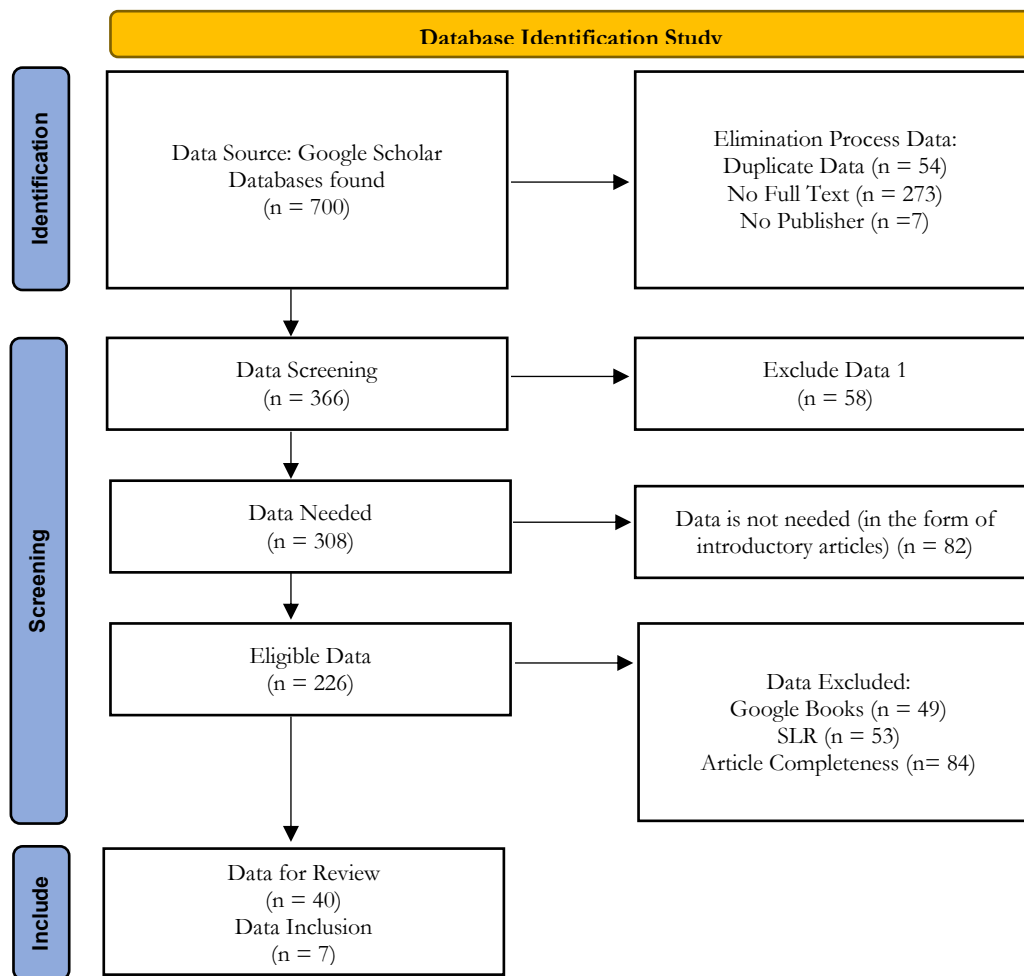 Database Identification Study
Identification
Data Source: Google Scholar
Databases found
(n = 700)
Elimination Process Data:
Duplicate Data (n = 54)
No Full Text (n = 273)
No Publisher (n =7)
Screening
Data Screening
(n = 366)
Exclude Data 1
(n = 58)
Data Needed
(n = 308)
Data is not needed (in the form of
introductory articles) (n = 82)
Eligible Data
(n = 226)
Data Excluded:
Google Books (n = 49)
SLR (n = 53)
Article Completeness (n= 84)
Include
Data for Review
(n = 40)
Data Inclusion
(n = 7)